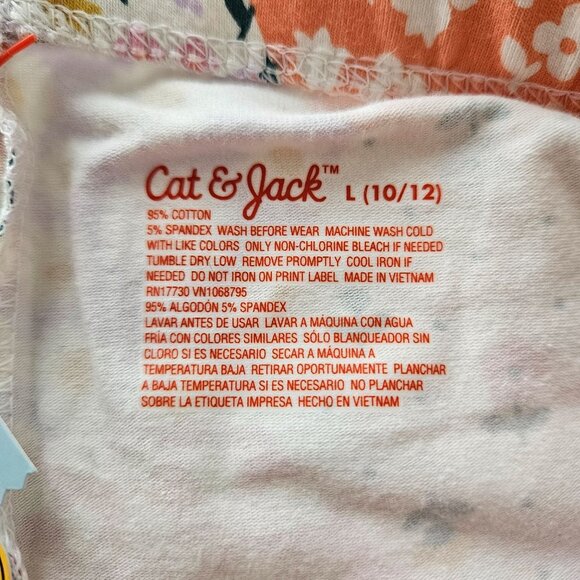 Cat & Jack™ L (10/12)
95% COTTON
5% SPANDEX WASH BEFORE WEAR MACHINE WASH COLD
WITH LIKE COLORS ONLY NON-CHLORINE BLEACH IF NEEDED
TUMBLE DRY LOW REMOVE PROMPTLY COOL IRON IF
NEEDED DO NOT IRON ON PRINT LABEL MADE IN VIETNAM
RN17730 VN1068795
95% ALGODÓN 5% SPANDEX
LAVAR ANTES DE USAR LAVAR A MÁQUINA CON AGUA
FRÍA CON COLORES SIMILARES SÓLO BLANQUEADOR SIN
CLORO SI ES NECESARIO SECAR A MÁQUINA A
TEMPERATURA BAJA RETIRAR OPORTUNAMENTE PLANCHAR
A BAJA TEMPERATURA SI ES NECESARIO NO PLANCHAR
SOBRE LA ETIQUETA IMPRESA HECHO EN VIETNAM